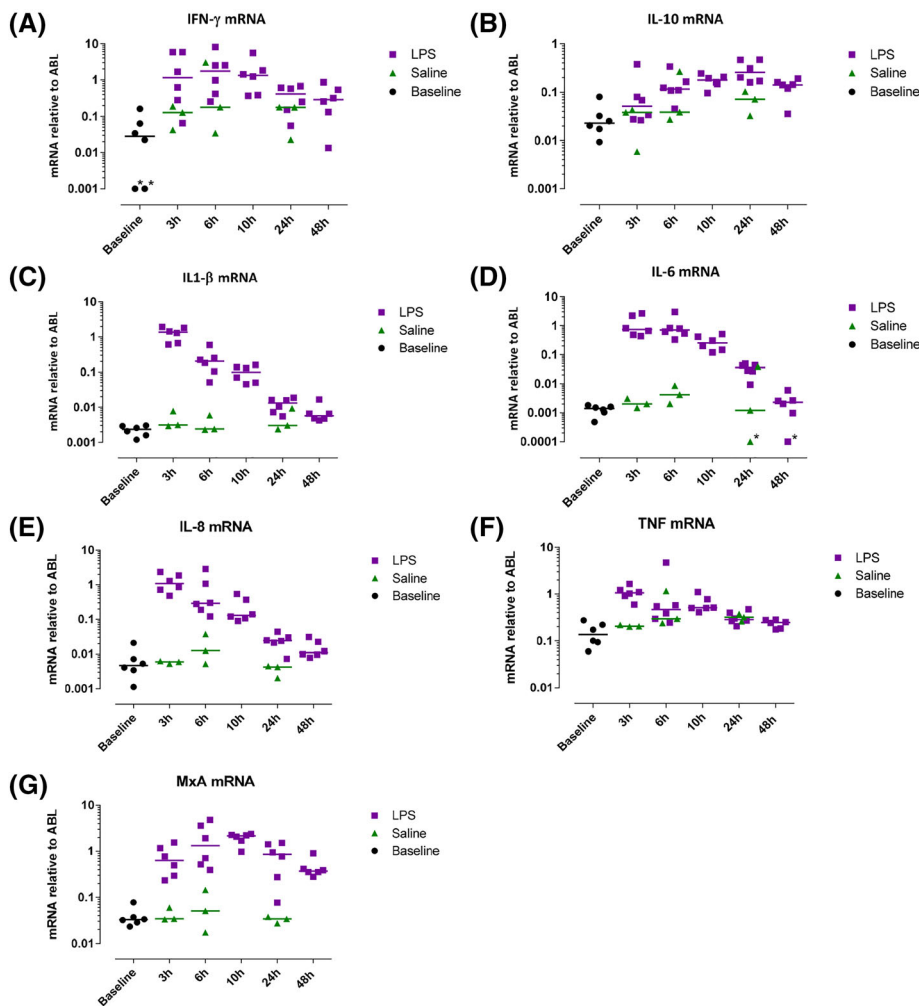 (A)
IFN-γ mRNA
mRNA relative to ABL
10
1
0.1
0.01
0.001
* *
Baseline
3h
6h
10h
24h
48h
LPS
Saline
Baseline
(B)
IL-10 mRNA
mRNA relative to ABL
1
0.1
0.01
0.001
Baseline
3h
6h
10h
24h
48h
LPS
Saline
Baseline
(C)
IL1-β mRNA
mRNA relative to ABL
10
1
0.1
0.01
0.001
Baseline
3h
6h
10h
24h
48h
LPS
Saline
Baseline
(D)
IL-6 mRNA
mRNA relative to ABL
10
1
0.1
0.01
0.001
0.0001
*
*
Baseline
3h
6h
10h
24h
48h
LPS
Saline
Baseline
(E)
IL-8 mRNA
mRNA relative to ABL
10
1
0.1
0.01
0.001
Baseline
3h
6h
10h
24h
48h
LPS
Saline
Baseline
(F)
TNF mRNA
mRNA relative to ABL
10
1
0.1
0.01
Baseline
3h
6h
10h
24h
48h
LPS
Saline
Baseline
(G)
MxA mRNA
mRNA relative to ABL
10
1
0.1
0.01
Baseline
3h
6h
10h
24h
48h
LPS
Saline
Baseline